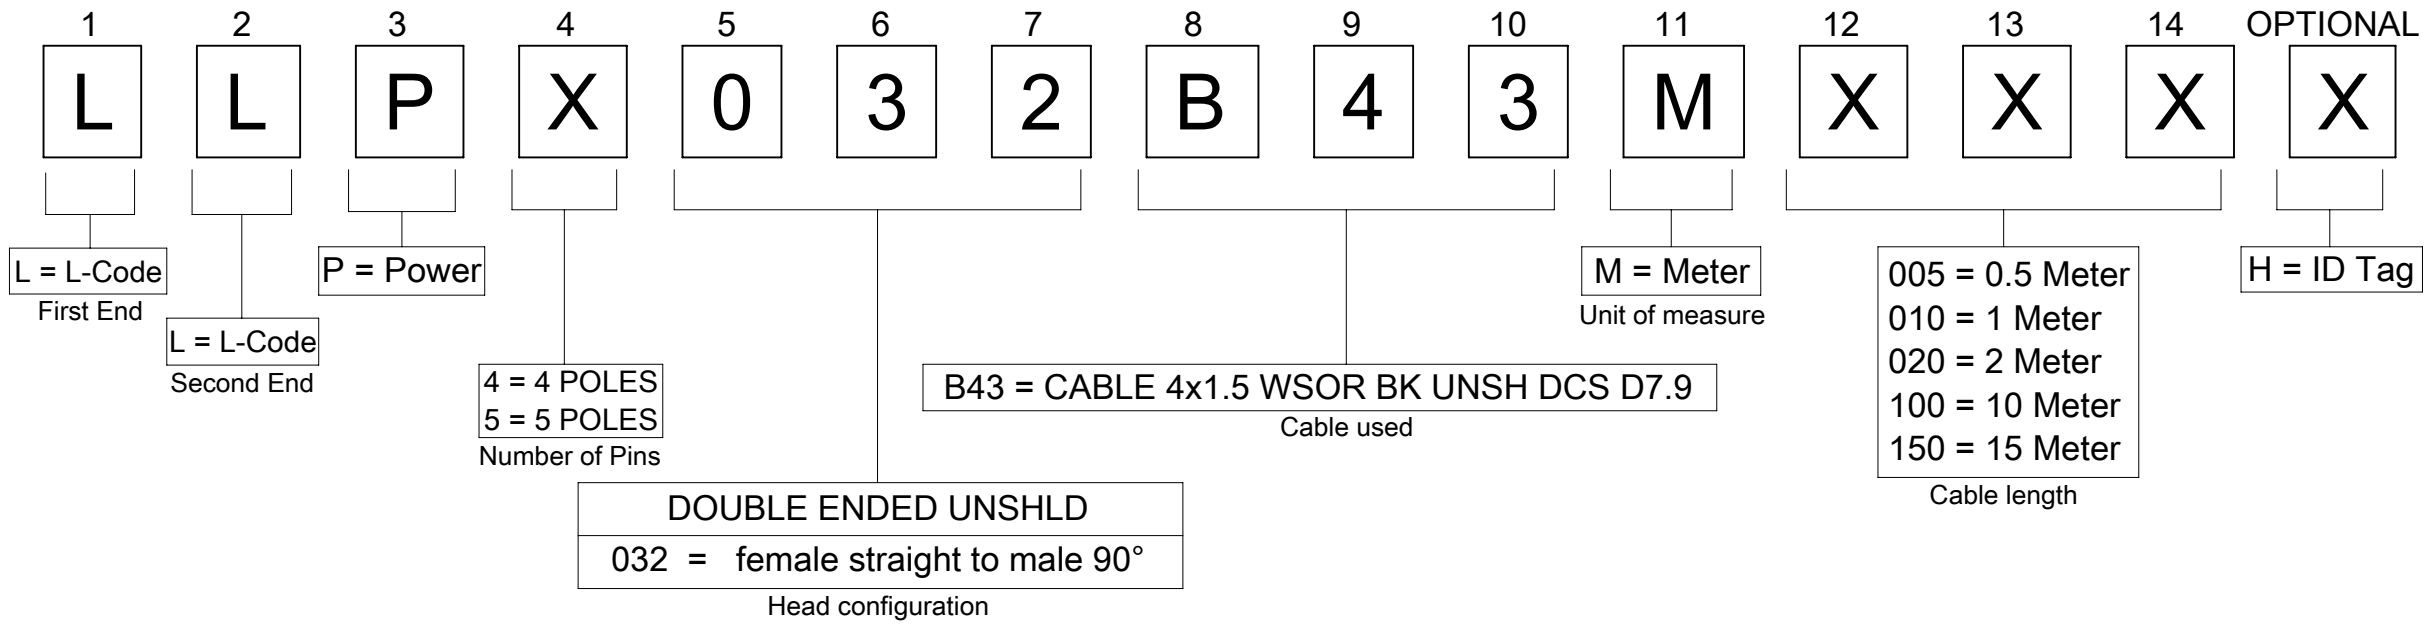 1 2 3 4 5 6 7 8 9 10 11 12 13 14 OPTIONAL
L L P X 0 3 2 B 4 3 M X X X X
L = L-Code
First End
L = L-Code
Second End
P = Power
4 = 4 POLES
5 = 5 POLES
Number of Pins
DOUBLE ENDED UNSHLD
032 = female straight to male 90°
Head configuration
B43 = CABLE 4x1.5 WSOR BK UNSH DCS D7.9
Cable used
M = Meter
Unit of measure
005 = 0.5 Meter
010 = 1 Meter
020 = 2 Meter
100 = 10 Meter
150 = 15 Meter
Cable length
H = ID Tag